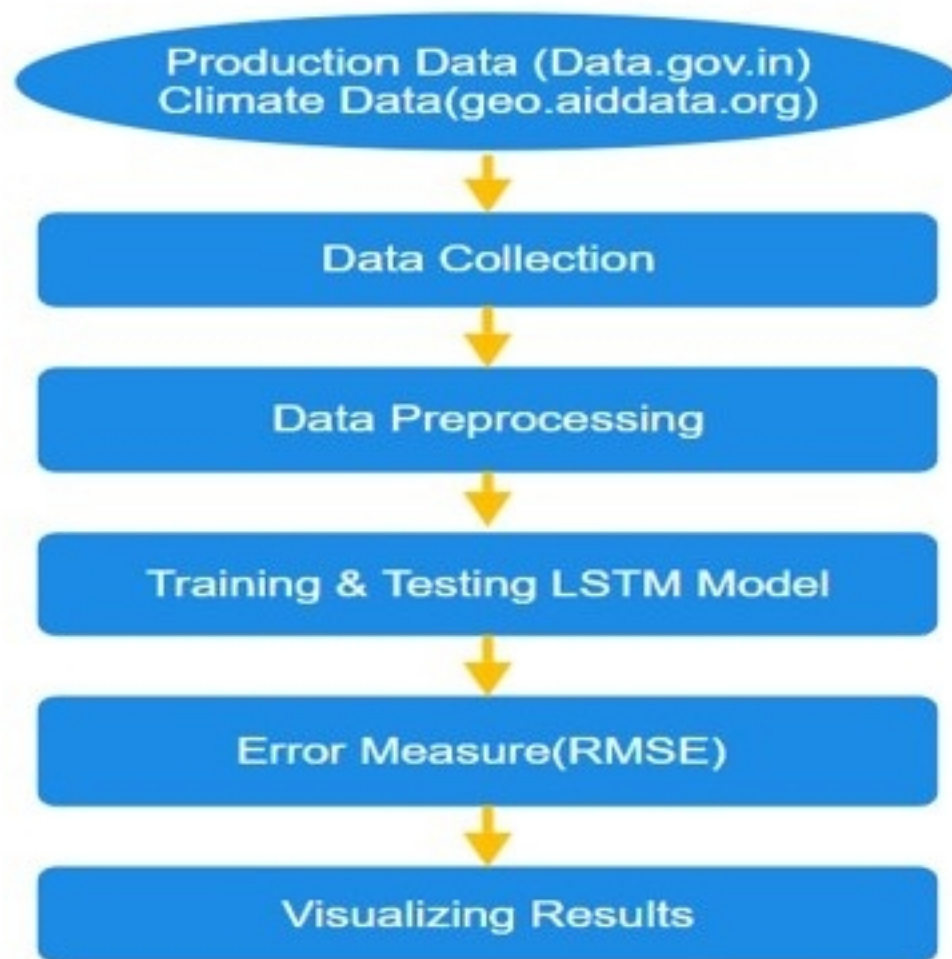 Production Data (Data.gov.in)
Climate Data(geo.aiddata.org)
Data Collection
Data Preprocessing
Training & Testing LSTM Model
Error Measure(RMSE)
Visualizing Results